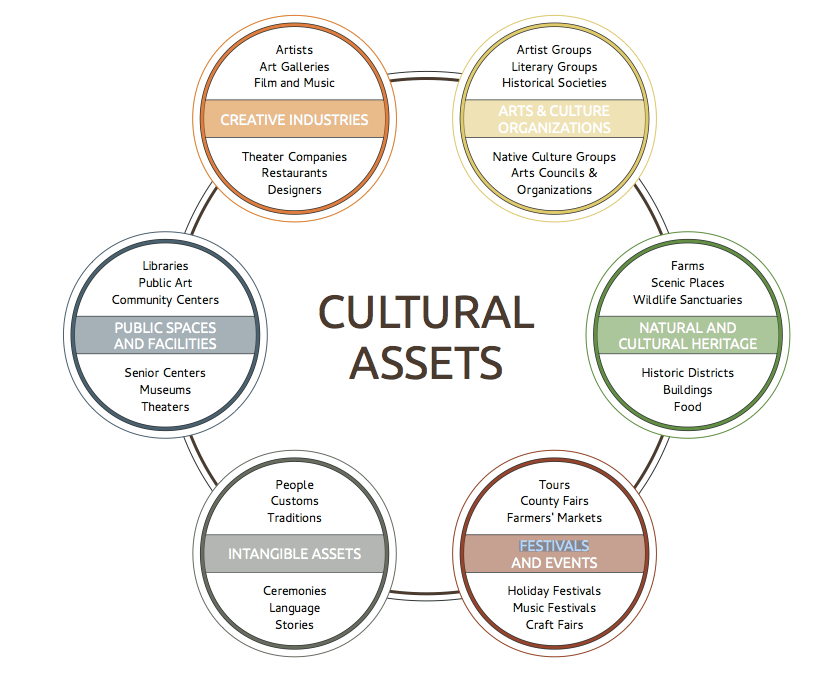 Artists
Art Galleries
Film and Music
CREATIVE INDUSTRIES
Theater Companies
Restaurants
Designers
Artist Groups
Literary Groups
Historical Societies
ARTS & CULTURE
ORGANIZATIONS
Native Culture Groups
Arts Councils &
Organizations
Libraries
Public Art
Community Centers
PUBLIC SPACES
AND FACILITIES
Senior Centers
Museums
Theaters
CULTURAL
ASSETS
Farms
Scenic Places
Wildlife Sanctuaries
NATURAL AND
CULTURAL HERITAGE
Historic Districts
Buildings
Food
People
Customs
Traditions
INTANGIBLE ASSETS
Ceremonies
Language
Stories
Tours
County Fairs
Farmers' Markets
FESTIVALS
AND EVENTS
Holiday Festivals
Music Festivals
Craft Fairs